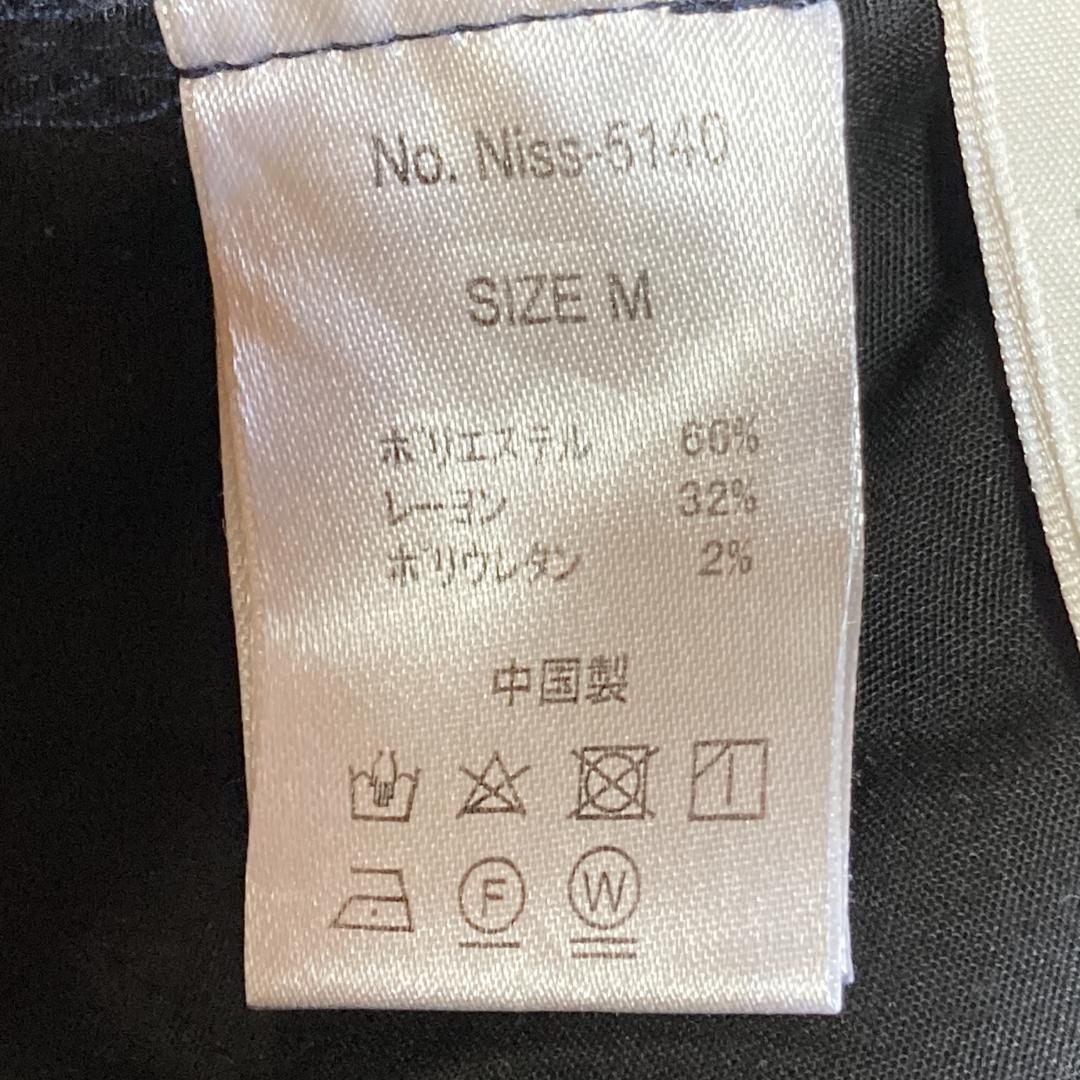 No. Niss-5140
SIZE M
ポリエステル 66%
レーヨン 32%
ポリウレタン 2%
中国製
F W